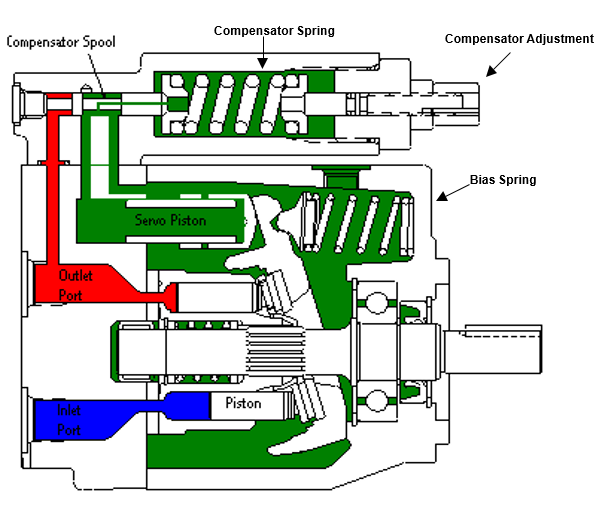 Compensator Spring
Compensator Spool
Compensator Adjustment
Bias Spring
Servo Piston
Outlet
Port
Piston
Inlet
Port